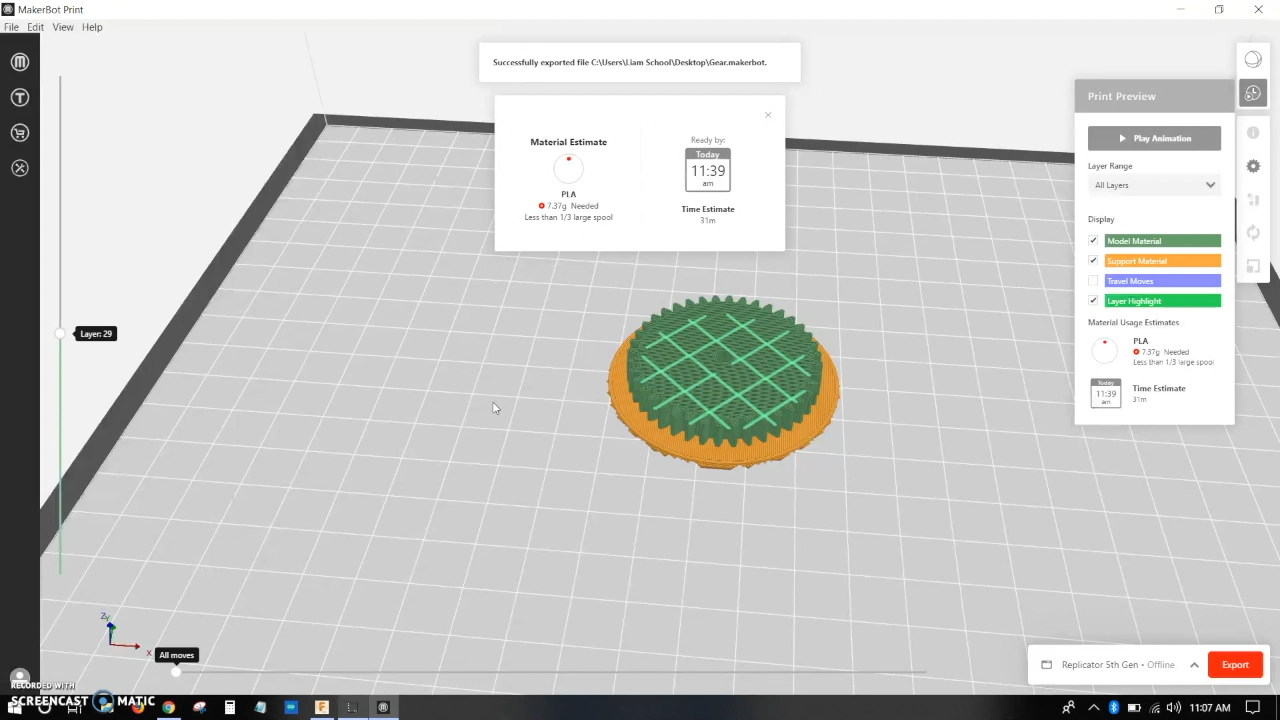 MakerBot Print
File Edit View Help
Successfully exported file C:\Users\Liam School\Desktop\Gear.makerbot.
Material Estimate
PLA
7.37g Needed
Less than 1/3 large spool
Ready by:
Today
11:39
am
Time Estimate
31m
Print Preview
Play Animation
Layer Range
All Layers
Display
Model Material
Support Material
Travel Moves
Layer Highlight
Material Usage Estimates
PLA
7.37g Needed
Less than 1/3 large spool
Today
11:39
am
Time Estimate
31m
Layer: 29
Z
Y
X
All moves
Replicator 5th Gen • Offline
Export
RECORDED WITH
SCREENCAST MATIC
11:07 AM